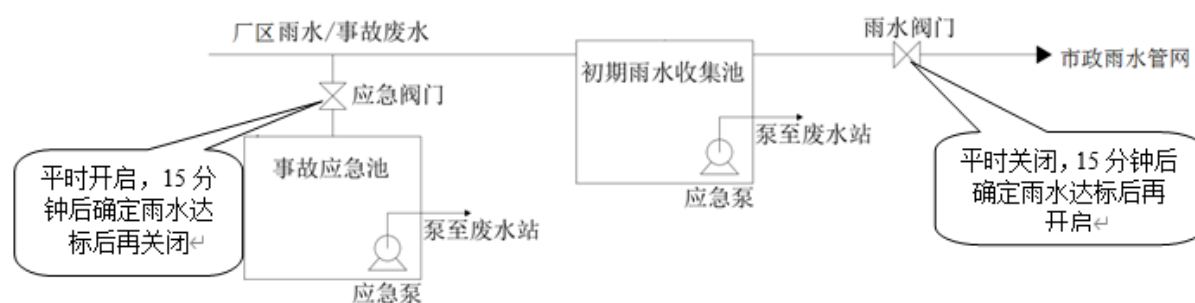 厂区雨水/事故废水
雨水阀门
市政雨水管网
初期雨水收集池
应急阀门
泵至废水站
应急泵
平时开启，15分
钟后确定雨水达
标后再关闭↵
事故应急池
泵至废水站
应急泵
平时关闭，15分钟后
确定雨水达标后再
开启↵